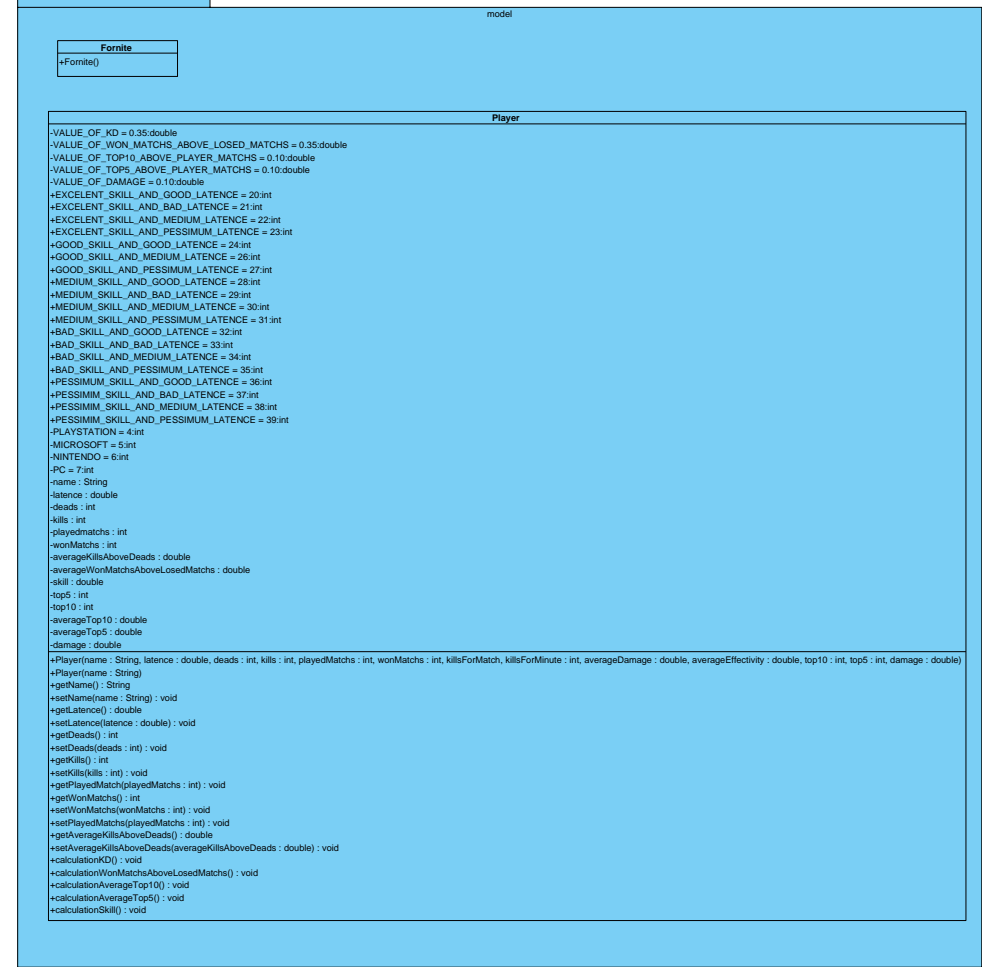 model
Fornite
+Fornite()
Player
-VALUE_OF_KD = 0.35:double
-VALUE_OF_WON_MATCHS_ABOVE_LOSED_MATCHS = 0.35:double
-VALUE_OF_TOP10_ABOVE_PLAYER_MATCHS = 0.10:double
-VALUE_OF_TOP5_ABOVE_PLAYER_MATCHS = 0.10:double
-VALUE_OF_DAMAGE = 0.10:double
+EXCELENT_SKILL_AND_GOOD_LATENCE = 20:int
+EXCELENT_SKILL_AND_BAD_LATENCE = 21:int
+EXCELENT_SKILL_AND_MEDIUM_LATENCE = 22:int
+EXCELENT_SKILL_AND_PESSIMUM_LATENCE = 23:int
+GOOD_SKILL_AND_GOOD_LATENCE = 24:int
+GOOD_SKILL_AND_MEDIUM_LATENCE = 26:int
+GOOD_SKILL_AND_PESSIMUM_LATENCE = 27:int
+MEDIUM_SKILL_AND_GOOD_LATENCE = 28:int
+MEDIUM_SKILL_AND_BAD_LATENCE = 29:int
+MEDIUM_SKILL_AND_MEDIUM_LATENCE = 30:int
+MEDIUM_SKILL_AND_PESSIMUM_LATENCE = 31:int
+BAD_SKILL_AND_GOOD_LATENCE = 32:int
+BAD_SKILL_AND_BAD_LATENCE = 33:int
+BAD_SKILL_AND_MEDIUM_LATENCE = 34:int
+BAD_SKILL_AND_PESSIMUM_LATENCE = 35:int
+PESSIMUM_SKILL_AND_GOOD_LATENCE = 36:int
+PESSIMIM_SKILL_AND_BAD_LATENCE = 37:int
+PESSIMIM_SKILL_AND_MEDIUM_LATENCE = 38:int
+PESSIMIM_SKILL_AND_PESSIMUM_LATENCE = 39:int
-PLAYSTATION = 4:int
-MICROSOFT = 5:int
-NINTENDO = 6:int
-PC = 7:int
-name : String
-latence : double
-deads : int
-kills : int
-playedmatchs : int
-wonMatchs : int
-averageKillsAboveDeads : double
-averageWonMatchsAboveLosedMatchs : double
-skill : double
-top5 : int
-top10 : int
-averageTop10 : double
-averageTop5 : double
-damage : double
+Player(name : String, latence : double, deads : int, kills : int, playedMatchs : int, wonMatchs : int, killsForMatch, killsForMinute : int, averageDamage : double, averageEffectivity : double, top10 : int, top5 : int, damage : double)
+Player(name : String)
+getName() : String
+setName(name : String) : void
+getLatence() : double
+setLatence(latence : double) : void
+getDeads() : int
+setDeads(deads : int) : void
+getKills() : int
+setKills(kills : int) : void
+getPlayedMatch(playedMatchs : int) : void
+getWonMatchs() : int
+setWonMatchs(wonMatchs : int) : void
+setPlayedMatchs(playedMatchs : int) : void
+getAverageKillsAboveDeads() : double
+setAverageKillsAboveDeads(averageKillsAboveDeads : double) : void
+calculationKD() : void
+calculationWonMatchsAboveLosedMatchs() : void
+calculationAverageTop10() : void
+calculationAverageTop5() : void
+calculationSkill() : void